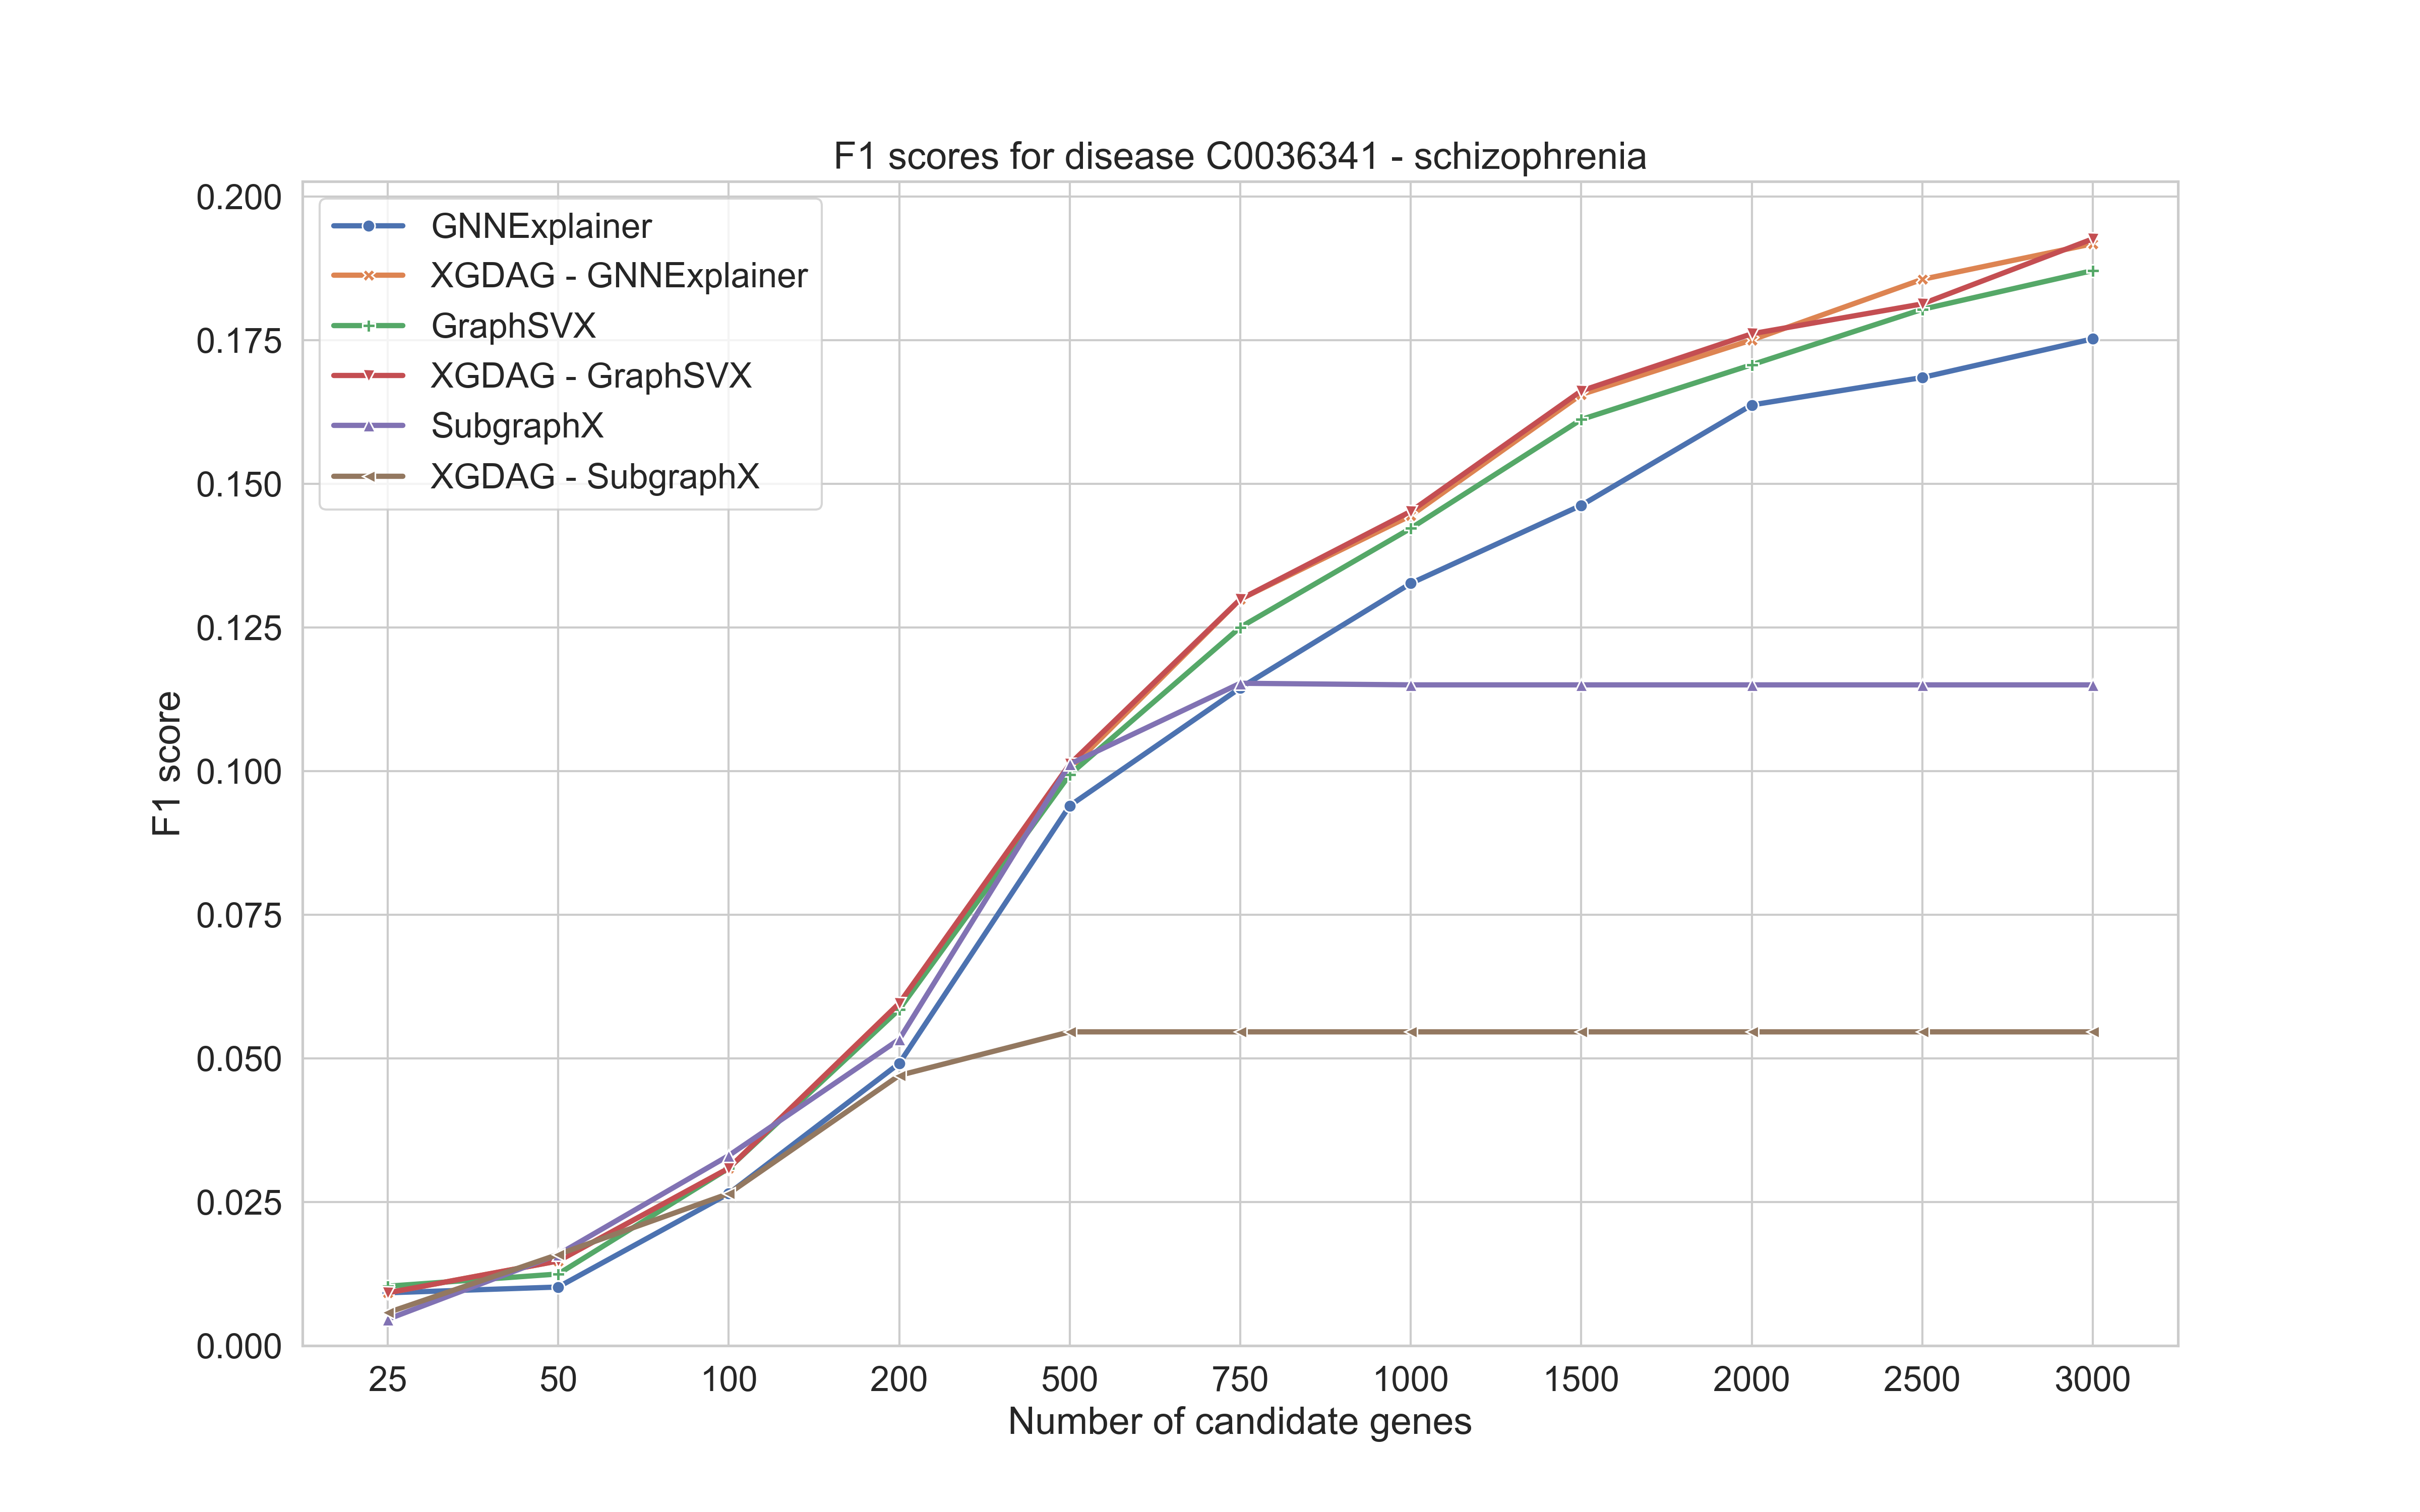 F1 scores for disease C0036341 - schizophrenia
0.200
0.175
0.150
0.125
0.100
0.075
0.050
0.025
0.000
F1 score
GNNExplainer
XGDAG - GNNExplainer
GraphSVX
XGDAG - GraphSVX
SubgraphX
XGDAG - SubgraphX
25 50 100 200 500 750 1000 1500 2000 2500 3000
Number of candidate genes